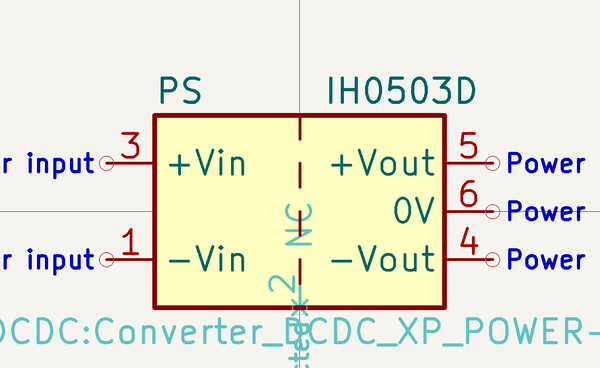 PS IH0503D
r input 3 +Vin +Vout 5 Power
0V 6 Power
r input 1 -Vin -Vout 4 Power
NC
2
DCDC:Converter_DCDC_XP_POWER-